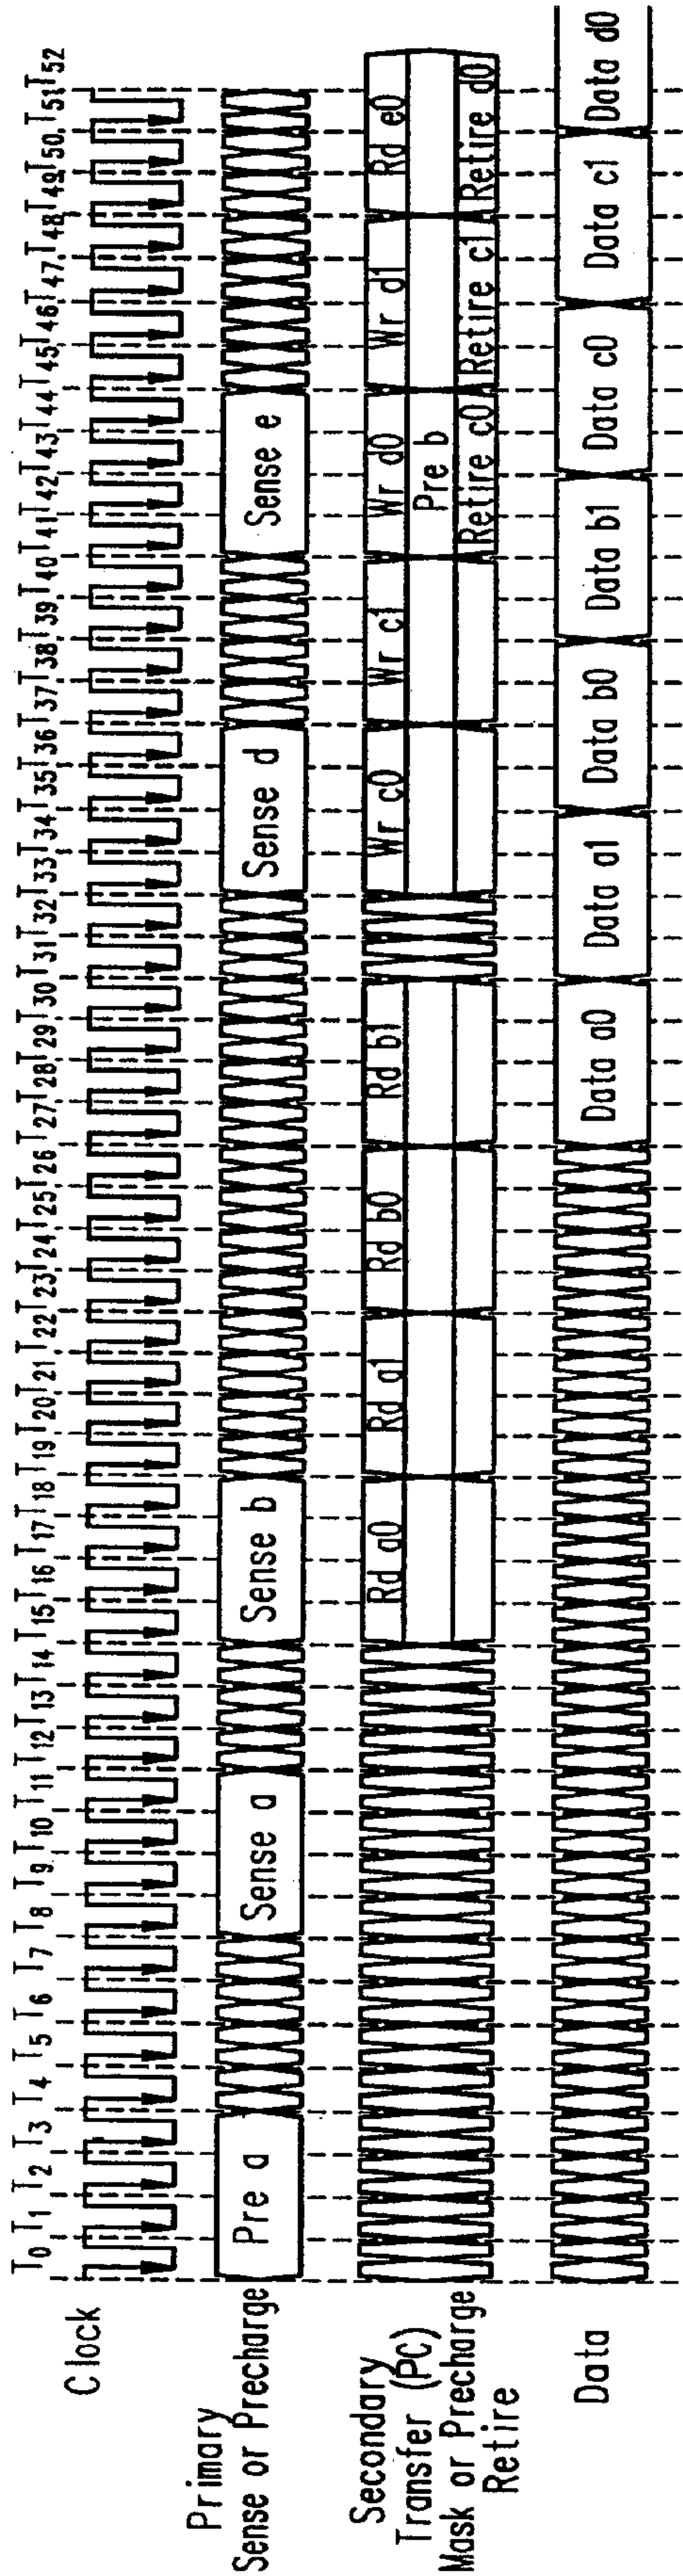 T0 T1 T2 T3 T4 T5 T6 T7 T8 T9 T10 T11 T12 T13 T14 T15 T16 T17 T18 T19 T20 T21 T22 T23 T24 T25 T26 T27 T28 T29 T30 T31 T32 T33 T34 T35 T36 T37 T38 T39 T40 T41 T42 T43 T44 T45 T46 T47 T48 T49 T50 T51 T52
Clock
Primary
Sense or Precharge
Pre a
Sense a
Sense b
Sense d
Sense e
Secondary
Transfer (PC)
Mask or Precharge
Retire
Rd a0
Rd a1
Rd b0
Rd b1
Wr c0
Wr c1
Wr d0
Wr d1
Rd e0
Pre b
Retire c0
Retire c1
Retire d0
Data
Data a0
Data a1
Data b0
Data b1
Data c0
Data c1
Data d0